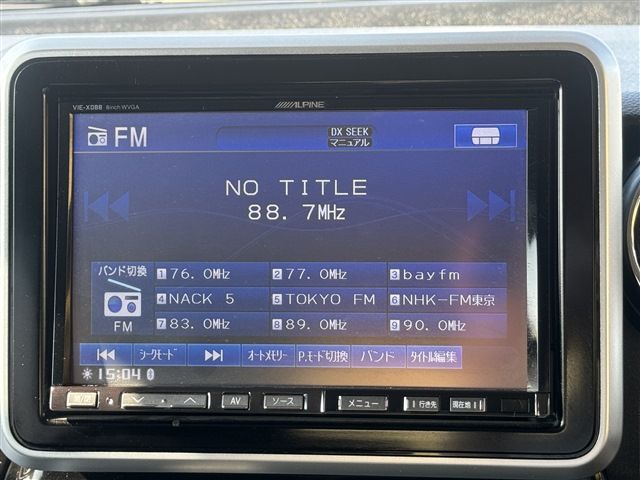 VIE-X088 8inch WVGA
ALPINE
FM
DX SEEK
マニュアル
NO TITLE
88.7MHz
バンド切換
FM
1 76.0MHz
2 77.0MHz
3 bayfm
4 NACK 5
5 TOKYO FM
6 NHK-FM東京
7 83.0MHz
8 89.0MHz
9 90.0MHz
シークモード
オートメモリー
P.モード切換
バンド
タイトル編集
15:04
AV
ソース
メニュー
行き先
現在地